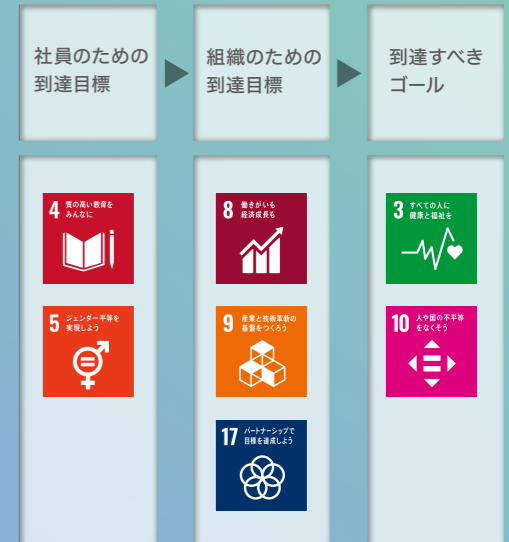 社員のための
到達目標
組織のための
到達目標
到達すべき
ゴール
4 質の高い教育を
みんなに
5 ジェンダー平等を
実現しよう
8 働きがいも
経済成長も
9 産業と技術革新の
基盤をつくろう
17 パートナーシップで
目標を達成しよう
3 すべての人に
健康と福祉を
10 人や国の不平等
をなくそう